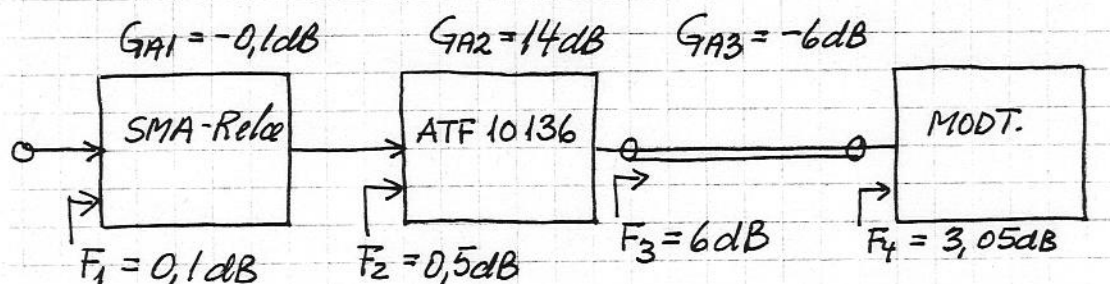 GA1 = -0,1dB GA2 = 14dB GA3 = -6dB
SMA-Relæ ATF 10136 MODT.
F1 = 0,1dB F2 = 0,5dB F3 = 6dB F4 = 3,05dB